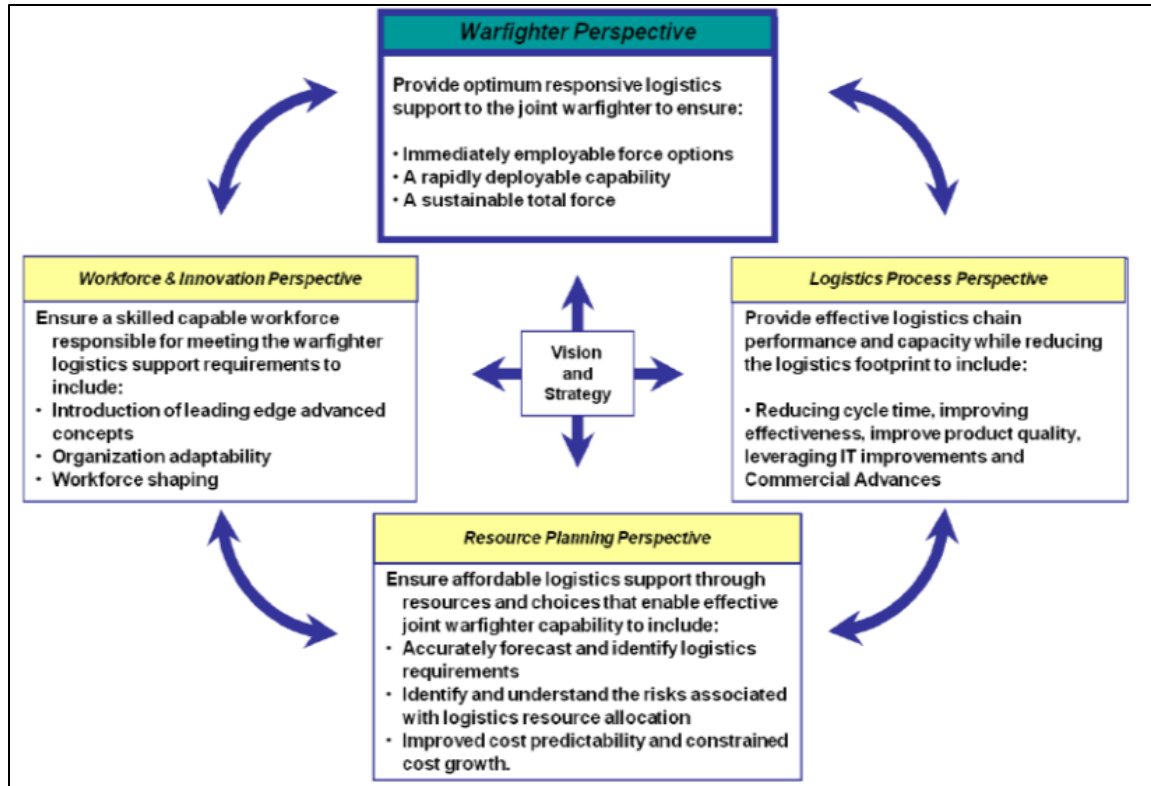 Warfighter Perspective
Provide optimum responsive logistics
support to the joint warfighter to ensure:
• Immediately employable force options
• A rapidly deployable capability
• A sustainable total force
Workforce & Innovation Perspective
Ensure a skilled capable workforce
responsible for meeting the warfighter
logistics support requirements to
include:
• Introduction of leading edge advanced
concepts
• Organization adaptability
• Workforce shaping
Vision
and
Strategy
Logistics Process Perspective
Provide effective logistics chain
performance and capacity while reducing
the logistics footprint to include:
• Reducing cycle time, improving
effectiveness, improve product quality,
leveraging IT improvements and
Commercial Advances
Resource Planning Perspective
Ensure affordable logistics support through
resources and choices that enable effective
joint warfighter capability to include:
• Accurately forecast and identify logistics
requirements
• Identify and understand the risks associated
with logistics resource allocation
• Improved cost predictability and constrained
cost growth.